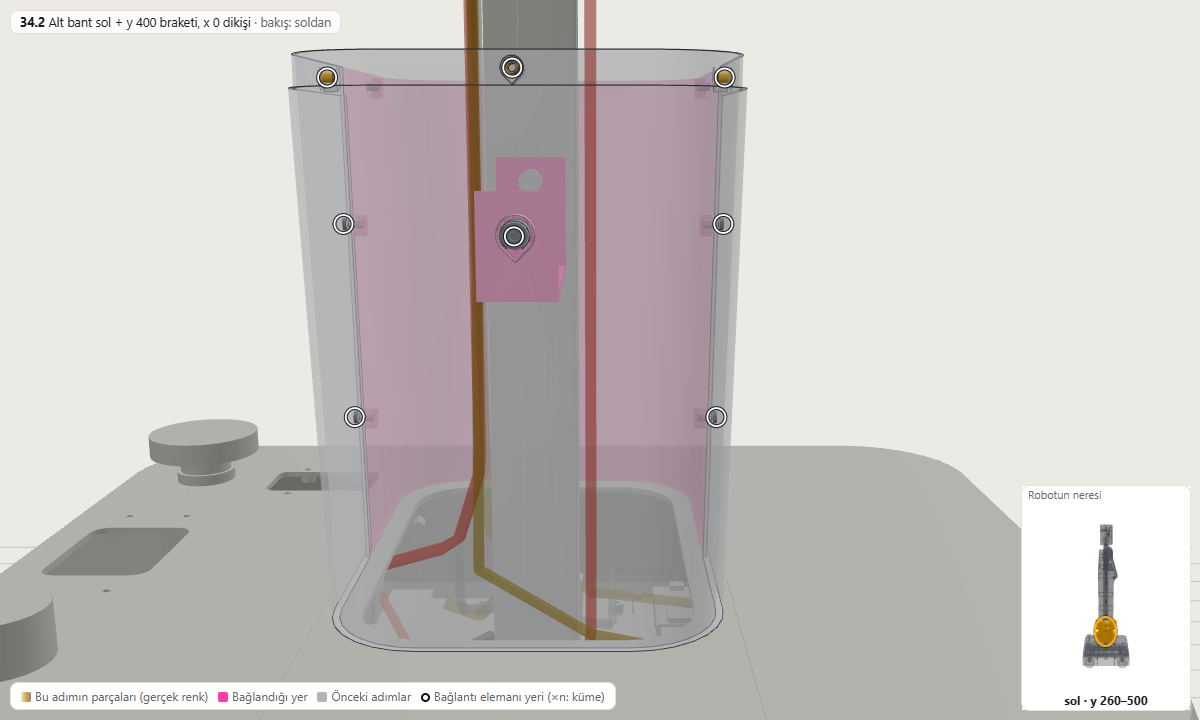 34.2 Alt bant sol + y 400 braketi, x 0 dikişi · bakış: soldan
Bu adımın parçaları (gerçek renk)
Bağlandığı yer
Önceki adımlar
Bağlantı elemanı yeri (×n: küme)
Robotun neresi
sol · y 260–500